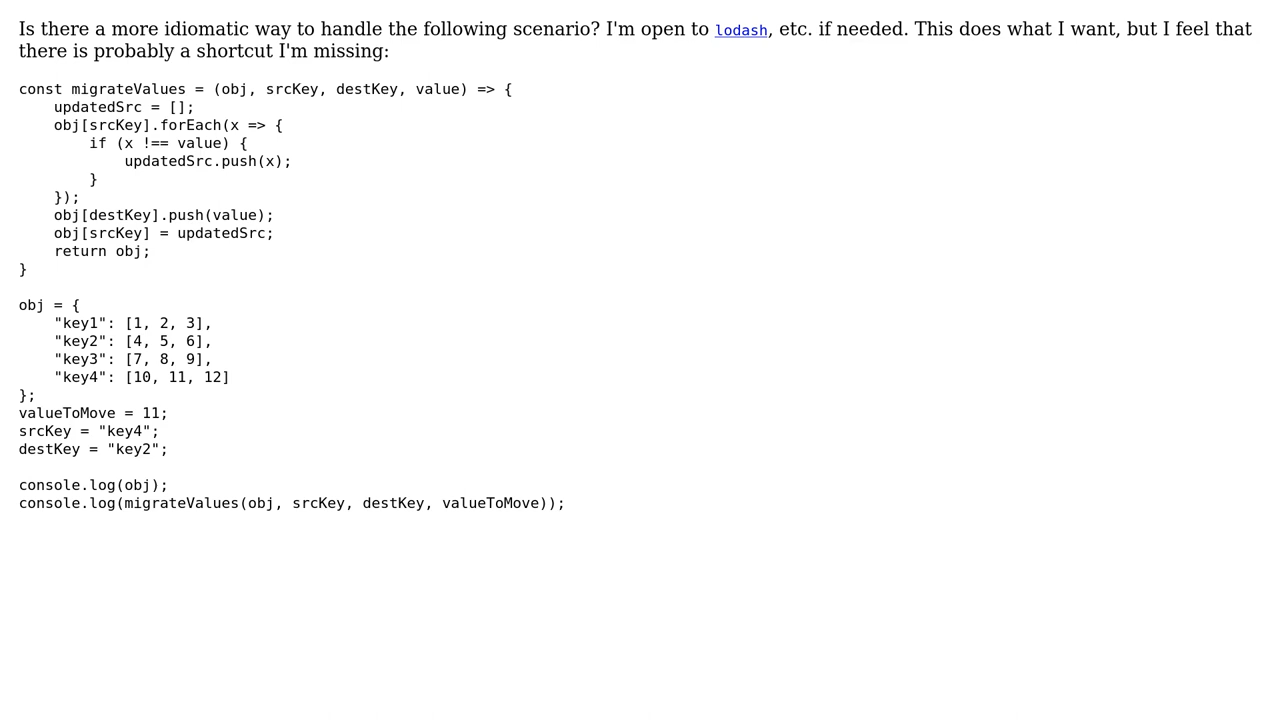 Is there a more idiomatic way to handle the following scenario? I'm open to lodash, etc. if needed. This does what I want, but I feel that
there is probably a shortcut I'm missing:
const migrateValues = (obj, srcKey, destKey, value) => {
    updatedSrc = [];
    obj[srcKey].forEach(x => {
        if (x !== value) {
            updatedSrc.push(x);
        }
    });
    obj[destKey].push(value);
    obj[srcKey] = updatedSrc;
    return obj;
}
obj = {
    "key1": [1, 2, 3],
    "key2": [4, 5, 6],
    "key3": [7, 8, 9],
    "key4": [10, 11, 12]
};
valueToMove = 11;
srcKey = "key4";
destKey = "key2";
console.log(obj);
console.log(migrateValues(obj, srcKey, destKey, valueToMove));